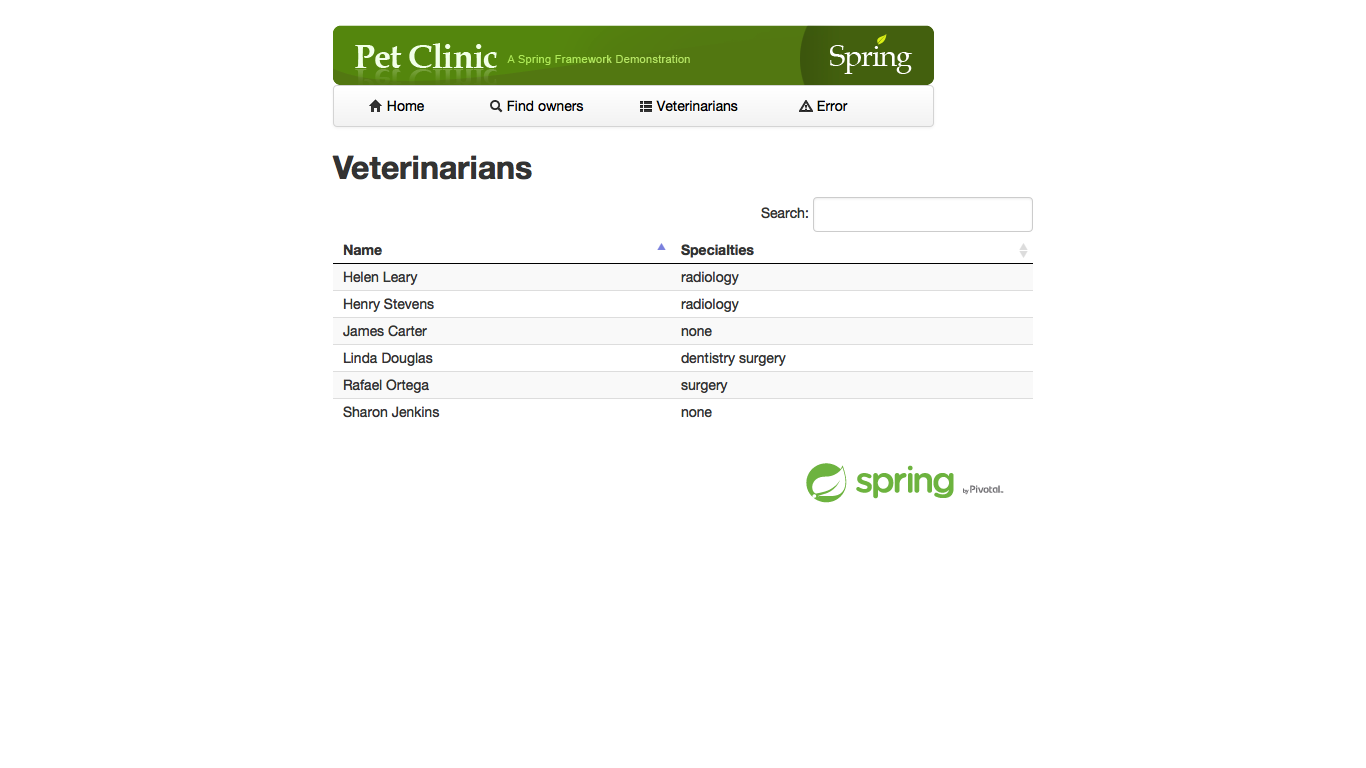 Pet Clinic A Spring Framework Demonstration Spring
Home Find owners Veterinarians Error
Veterinarians
Search:
Name Specialties
Helen Leary radiology
Henry Stevens radiology
James Carter none
Linda Douglas dentistry surgery
Rafael Ortega surgery
Sharon Jenkins none
spring by Pivotal.